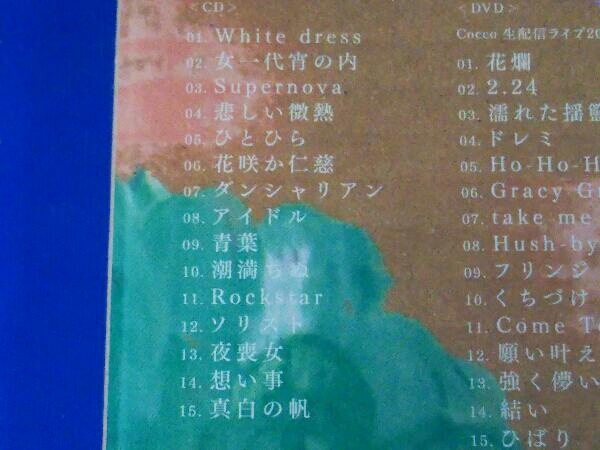 ＜CD＞
01. White dress
02. 女一代宵の内
03. Supernova
04. 悲しい微熱
05. ひとひら
06. 花咲か仁慈
07. ダンシャリアン
08. アイドル
09. 青葉
10. 潮満ちぬ
11. Rockstar
12. ソリスト
13. 夜喪女
14. 想い事
15. 真白の帆
＜DVD＞
Cocco 生配信ライブ20
01. 花爛
02. 2.24
03. 濡れた揺籃
04. ドレミ
05. Ho-Ho-H
06. Gracy Gr
07. take me
08. Hush-by
09. フリンジ
10. くちづけ
11. Come To
12. 願い叶え
13. 強く儚い
14. 結い
15. ひばり